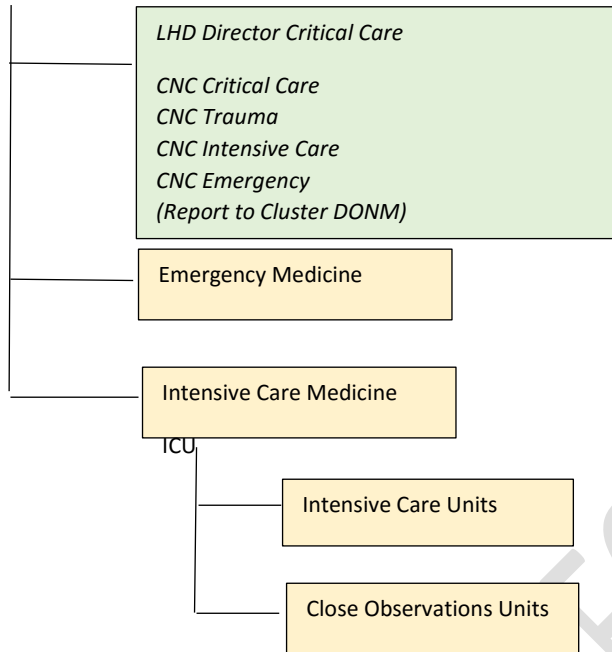 LHD Director Critical Care
CNC Critical Care
CNC Trauma
CNC Intensive Care
CNC Emergency
(Report to Cluster DONM)
Emergency Medicine
Intensive Care Medicine
ICU
Intensive Care Units
Close Observations Units